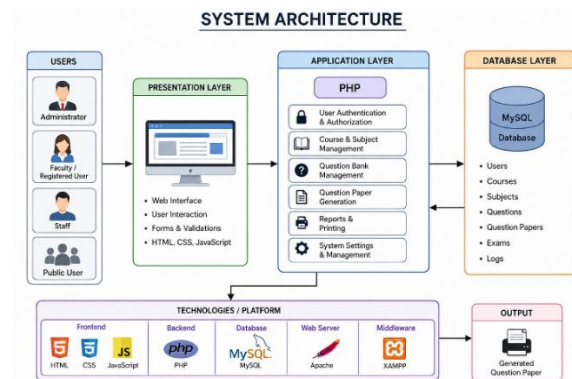 SYSTEM ARCHITECTURE
USERS
Administrator
Faculty /
Registered User
Staff
Public User
PRESENTATION LAYER
• Web Interface
• User Interaction
• Forms & Validations
• HTML, CSS, JavaScript
APPLICATION LAYER
PHP
User Authentication
& Authorization
Course & Subject
Management
Question Bank
Management
Question Paper
Generation
Reports &
Printing
System Settings
& Management
DATABASE LAYER
MySQL
Database
• Users
• Courses
• Subjects
• Questions
• Question Papers
• Exams
• Logs
TECHNOLOGIES / PLATFORM
Frontend
5
HTML
3
CSS
JS
JavaScript
Backend
php
PHP
Database
MySQL
MySQL
Web Server
Apache
Middleware
XAMPP
OUTPUT
Generated
Question Paper